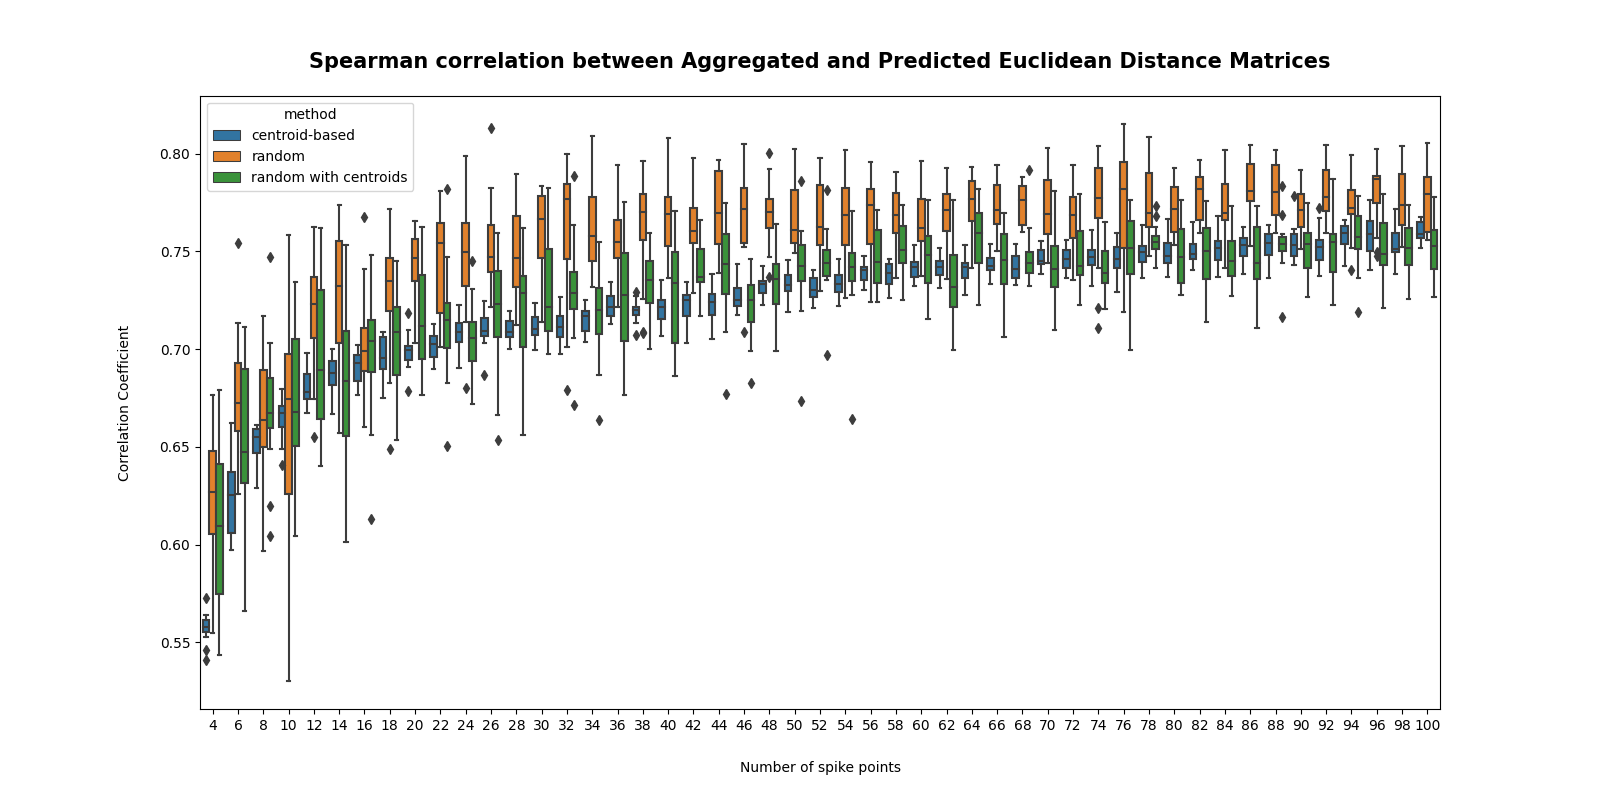 Spearman correlation between Aggregated and Predicted Euclidean Distance Matrices
method
centroid-based
random
random with centroids
0.80
0.75
0.70
0.65
0.60
0.55
Correlation Coefficient
4 6 8 10 12 14 16 18 20 22 24 26 28 30 32 34 36 38 40 42 44 46 48 50 52 54 56 58 60 62 64 66 68 70 72 74 76 78 80 82 84 86 88 90 92 94 96 98 100
Number of spike points